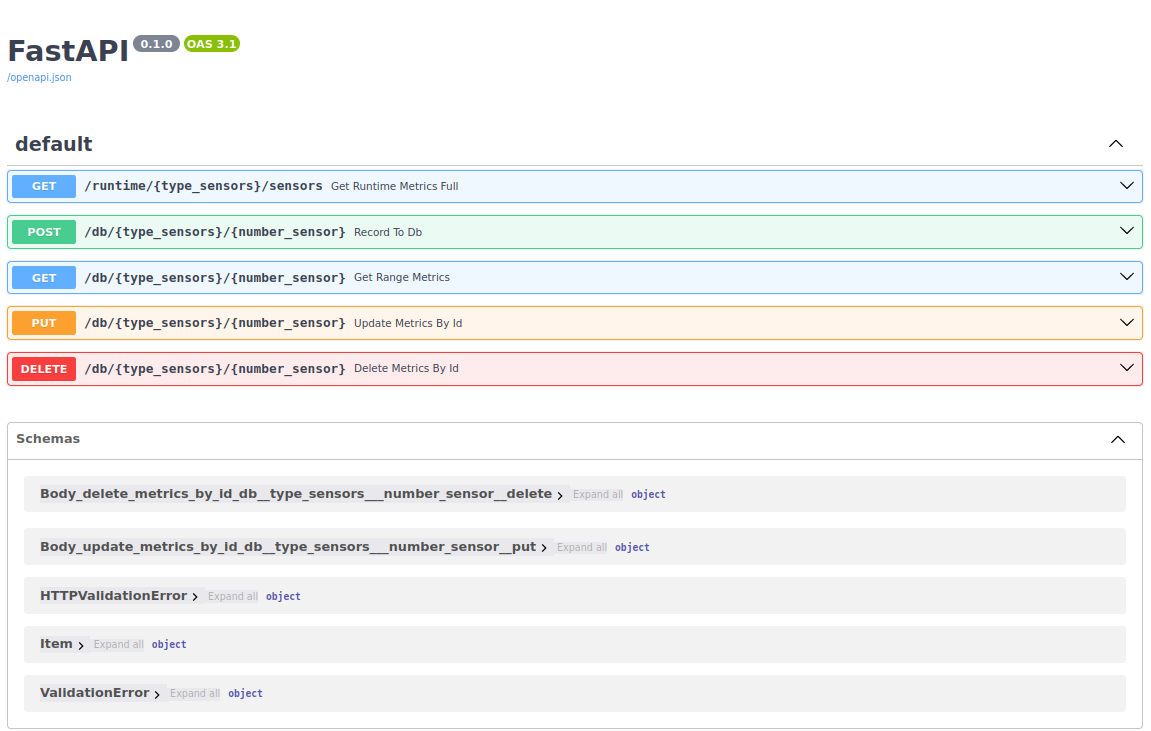 FastAPI 0.1.0 OAS 3.1
/openapi.json
default
GET /runtime/{type_sensors}/sensors Get Runtime Metrics Full
POST /db/{type_sensors}/{number_sensor} Record To Db
GET /db/{type_sensors}/{number_sensor} Get Range Metrics
PUT /db/{type_sensors}/{number_sensor} Update Metrics By Id
DELETE /db/{type_sensors}/{number_sensor} Delete Metrics By Id
Schemas
Body_delete_metrics_by_id_db__type_sensors___number_sensor__delete Expand all object
Body_update_metrics_by_id_db__type_sensors___number_sensor__put Expand all object
HTTPValidationError Expand all object
Item Expand all object
ValidationError Expand all object